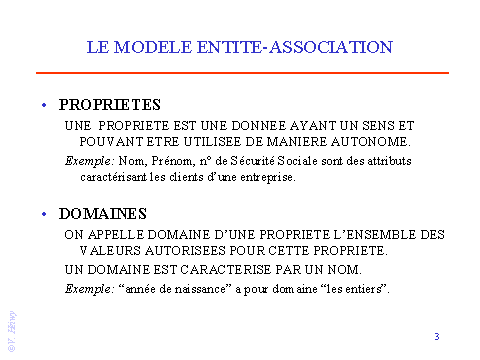 LE MODELE ENTITE-ASSOCIATION
• PROPRIETES
UNE PROPRIETE EST UNE DONNEE AYANT UN SENS ET
POUVANT ETRE UTILISEE DE MANIERE AUTONOME.
Exemple: Nom, Prénom, n° de Sécurité Sociale sont des attributs
caractérisant les clients d’une entreprise.
• DOMAINES
ON APPELLE DOMAINE D’UNE PROPRIETE L’ENSEMBLE DES
VALEURS AUTORISEES POUR CETTE PROPRIETE.
UN DOMAINE EST CARACTERISE PAR UN NOM.
Exemple: “année de naissance” a pour domaine “les entiers”.
3